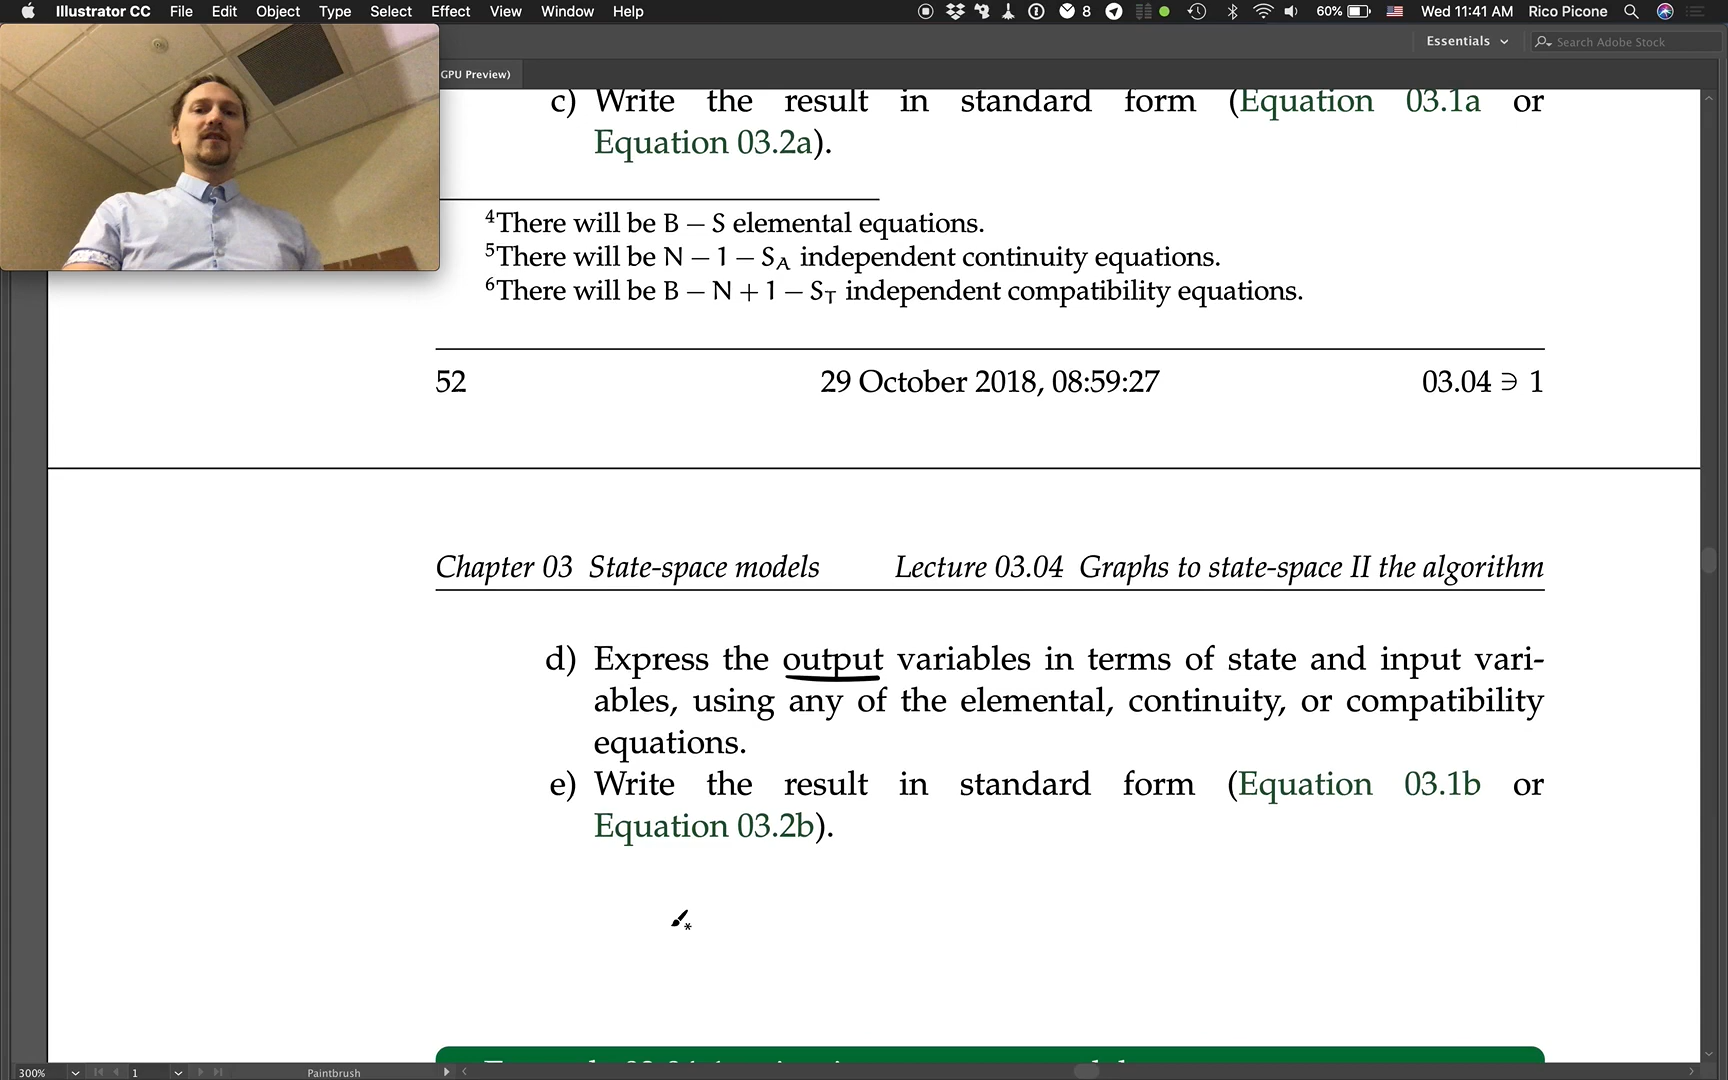 Illustrator CC File Edit Object Type Select Effect View Window Help 8 60% Wed 11:41 AM Rico Picone
Essentials Search Adobe Stock
GPU Preview)
c) Write the result in standard form (Equation 03.1a or
Equation 03.2a).
4There will be B − S elemental equations.
5There will be N − 1 − SA independent continuity equations.
6There will be B − N + 1 − ST independent compatibility equations.
52 29 October 2018, 08:59:27 03.04 ∋ 1
Chapter 03 State-space models Lecture 03.04 Graphs to state-space II the algorithm
d) Express the output variables in terms of state and input vari-
ables, using any of the elemental, continuity, or compatibility
equations.
e) Write the result in standard form (Equation 03.1b or
Equation 03.2b).
300% 1 Paintbrush